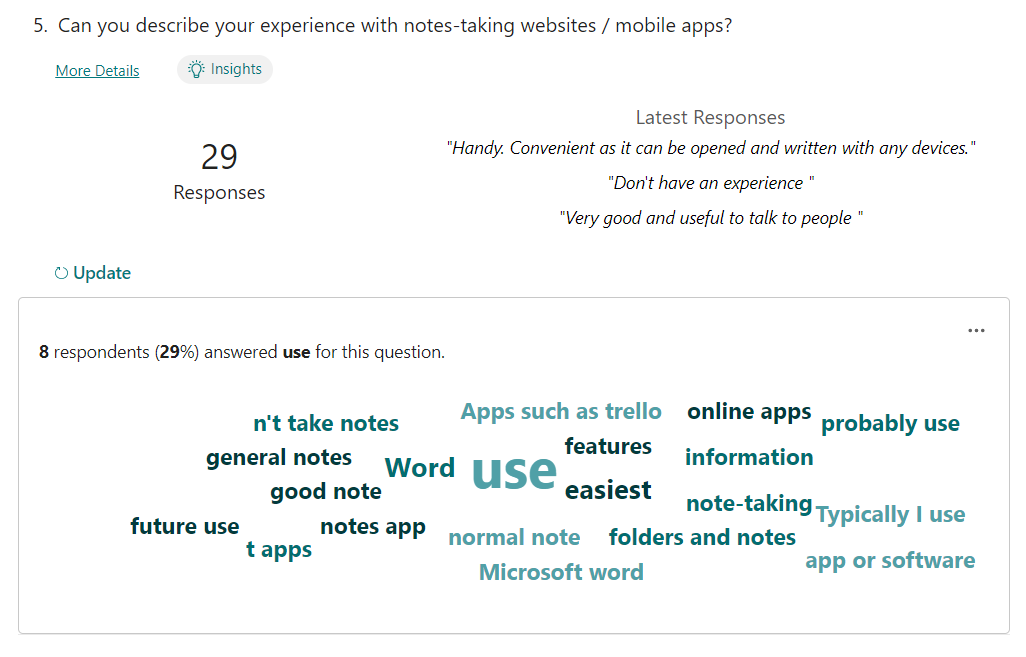 5. Can you describe your experience with notes-taking websites / mobile apps?
More Details
Insights
29
Responses
Latest Responses
"Handy. Convenient as it can be opened and written with any devices."
"Don't have an experience "
"Very good and useful to talk to people "
Update
...
8 respondents (29%) answered use for this question.
n't take notes
Apps such as trello
online apps
probably use
general notes
Word
use
features
information
good note
easiest
note-taking
Typically I use
future use
notes app
t apps
normal note
folders and notes
Microsoft word
app or software